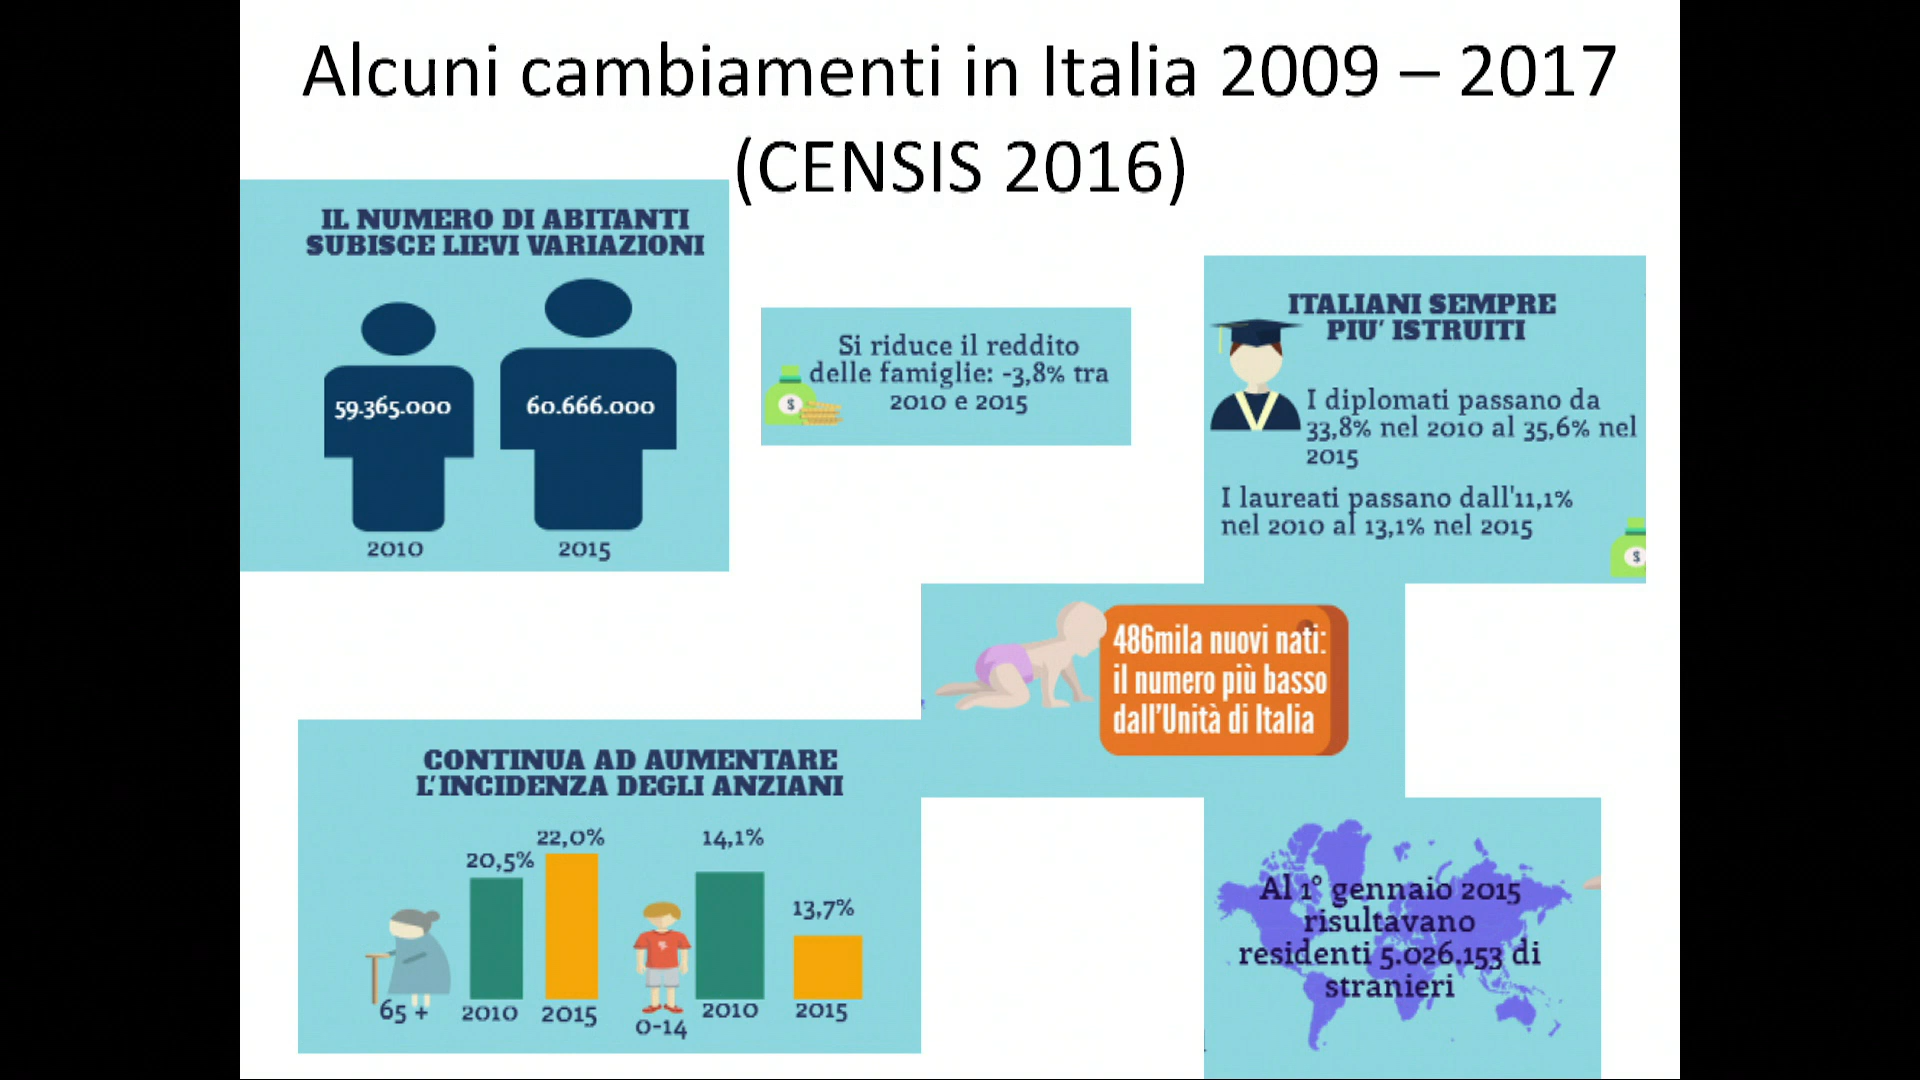 Alcuni cambiamenti in Italia 2009 – 2017
(CENSIS 2016)
IL NUMERO DI ABITANTI
SUBISCE LIEVI VARIAZIONI
59.365.000
60.666.000
2010
2015
Si riduce il reddito
delle famiglie: -3,8% tra
2010 e 2015
$
ITALIANI SEMPRE
PIU' ISTRUITI
I diplomati passano da
33,8% nel 2010 al 35,6% nel
2015
I laureati passano dall'11,1%
nel 2010 al 13,1% nel 2015
$
486mila nuovi nati:
il numero più basso
dall'Unità di Italia
CONTINUA AD AUMENTARE
L'INCIDENZA DEGLI ANZIANI
20,5%
22,0%
14,1%
13,7%
65 +
2010
2015
0-14
2010
2015
Al 1° gennaio 2015
risultavano
residenti 5.026.153 di
stranieri